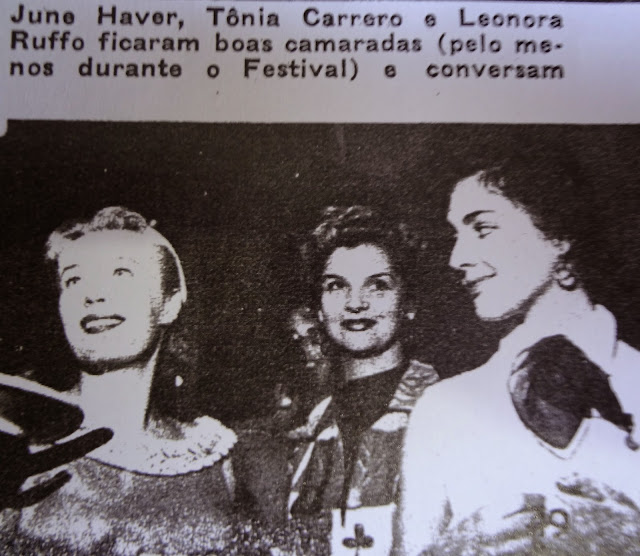 June Haver, Tônia Carrero e Leonora
Ruffo ficaram boas camaradas (pelo me-
nos durante o Festival) e conversam